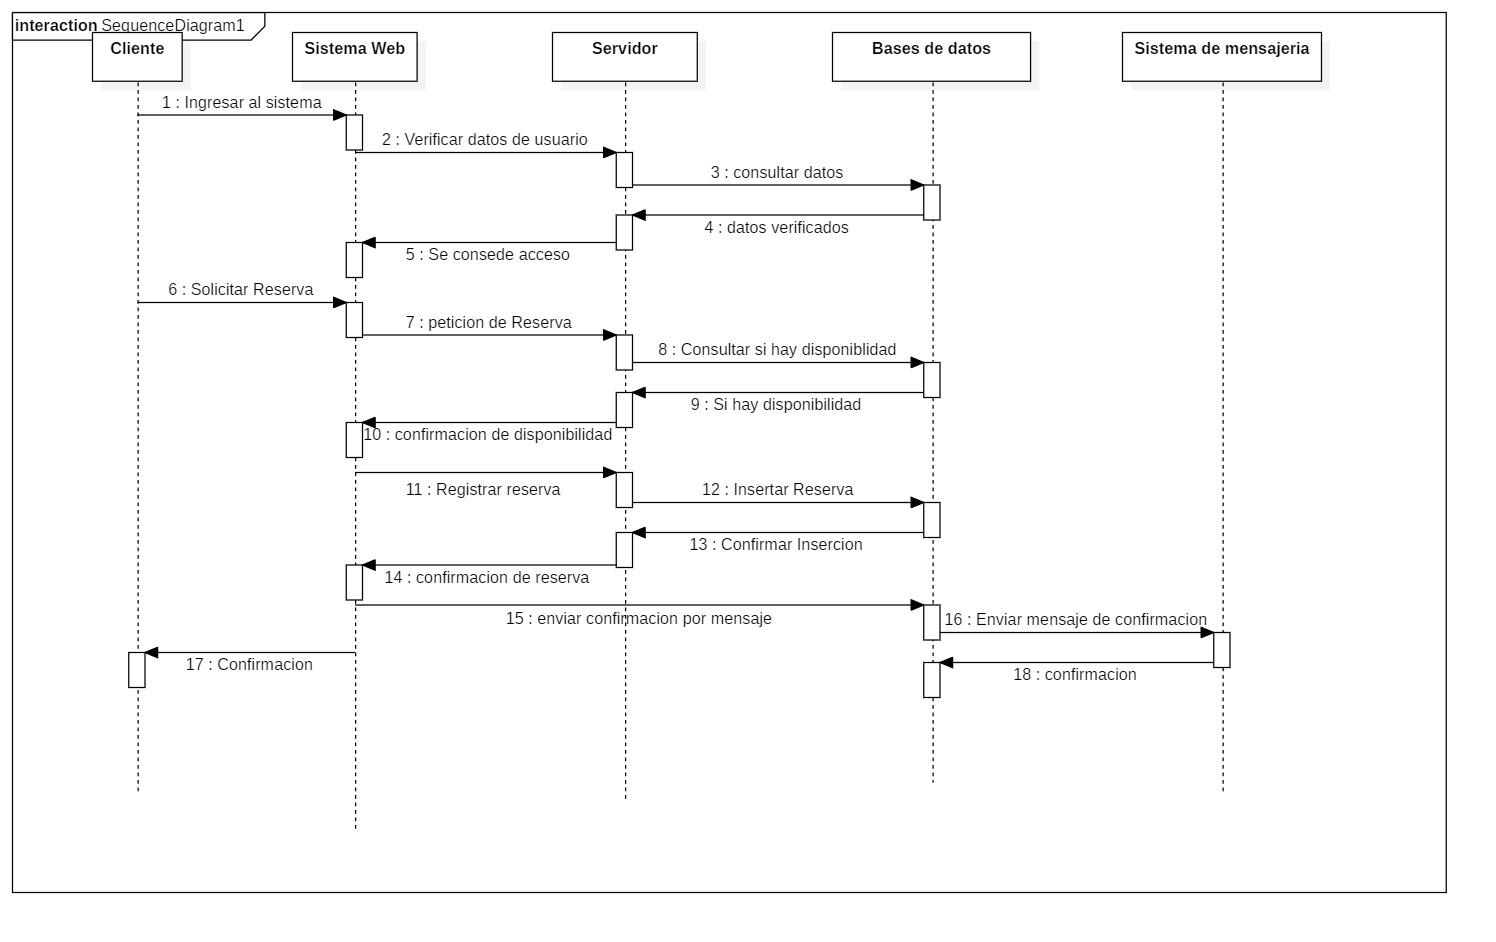 interaction SequenceDiagram1
Cliente
Sistema Web
Servidor
Bases de datos
Sistema de mensajeria
1 : Ingresar al sistema
2 : Verificar datos de usuario
3 : consultar datos
4 : datos verificados
5 : Se consede acceso
6 : Solicitar Reserva
7 : peticion de Reserva
8 : Consultar si hay disponiblidad
9 : Si hay disponibilidad
10 : confirmacion de disponibilidad
11 : Registrar reserva
12 : Insertar Reserva
13 : Confirmar Insercion
14 : confirmacion de reserva
15 : enviar confirmacion por mensaje
16 : Enviar mensaje de confirmacion
17 : Confirmacion
18 : confirmacion